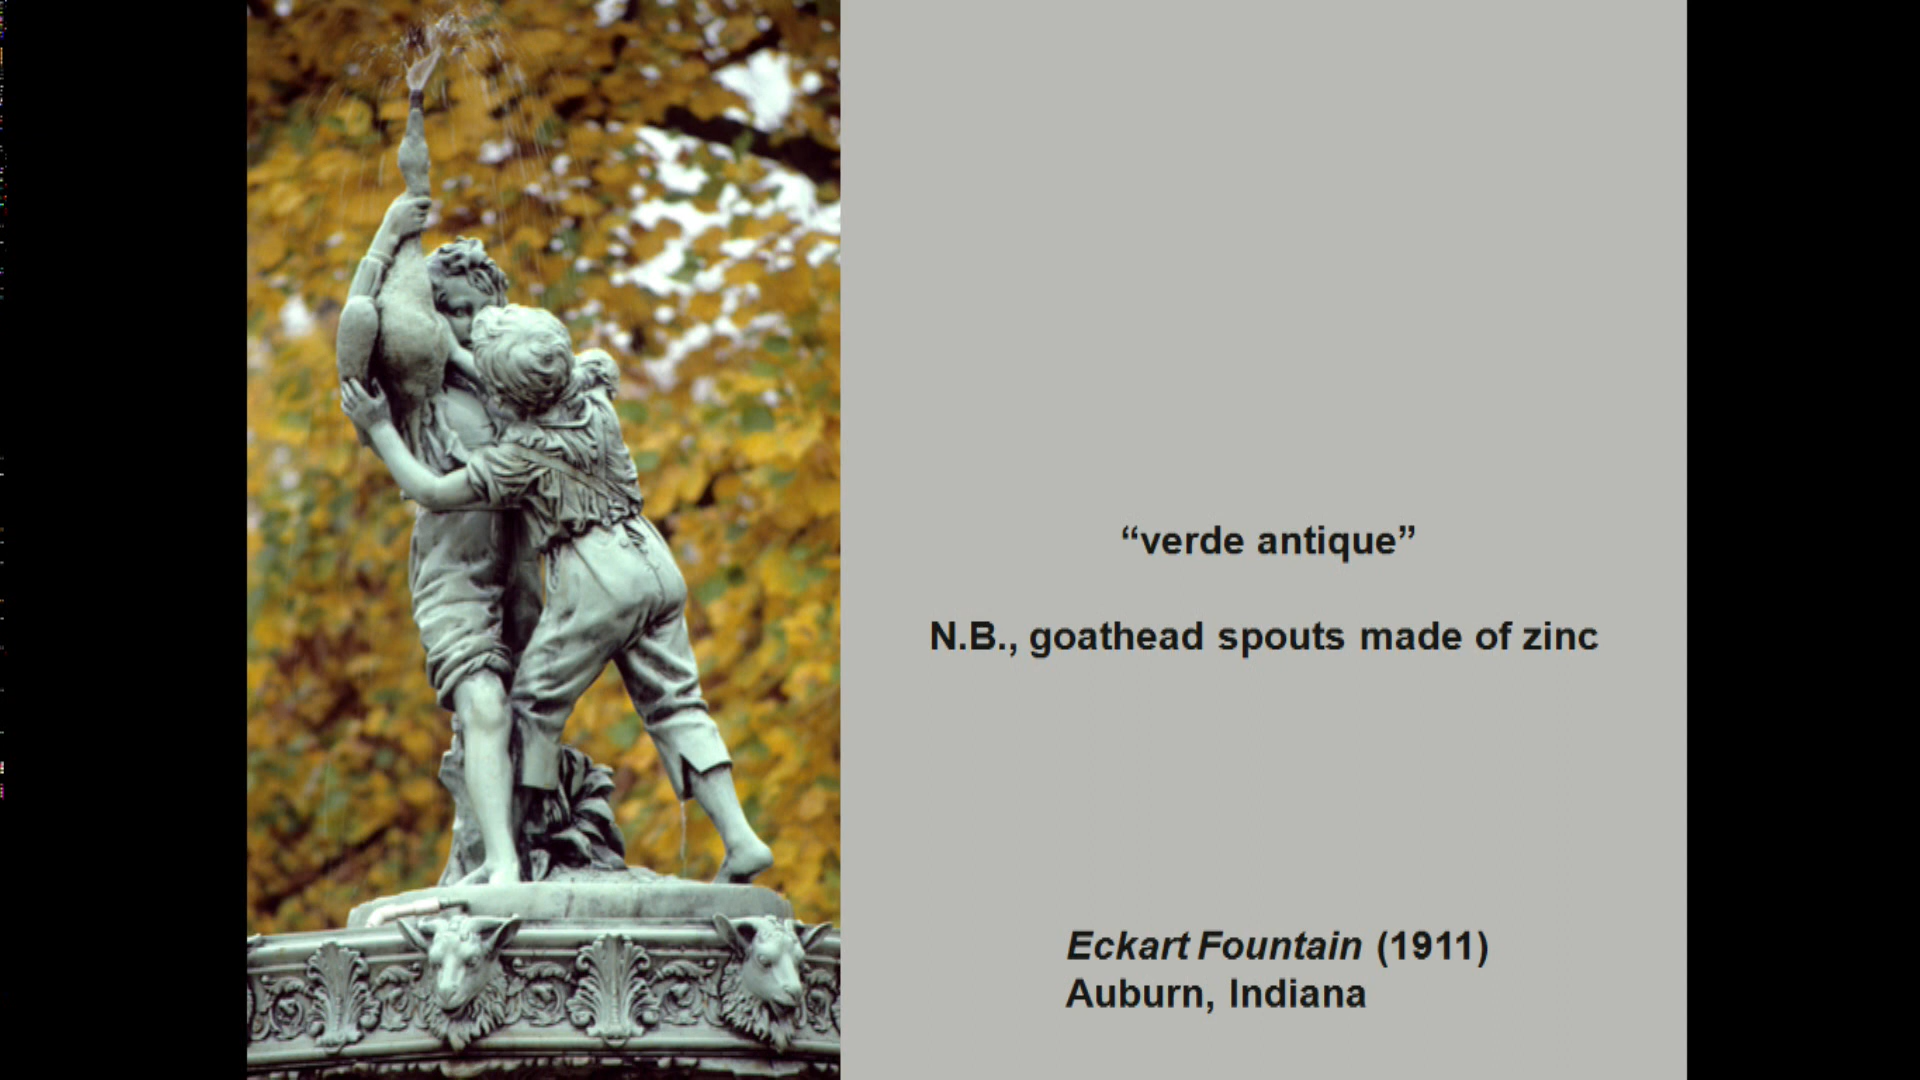 “verde antique”
N.B., goathead spouts made of zinc
Eckart Fountain (1911)
Auburn, Indiana